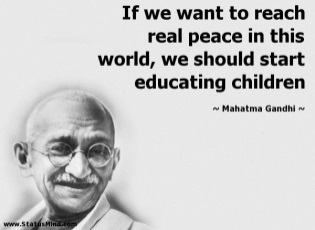 If we want to reach
real peace in this
world, we should start
educating children
~ Mahatma Gandhi ~
www.StatusMind.com